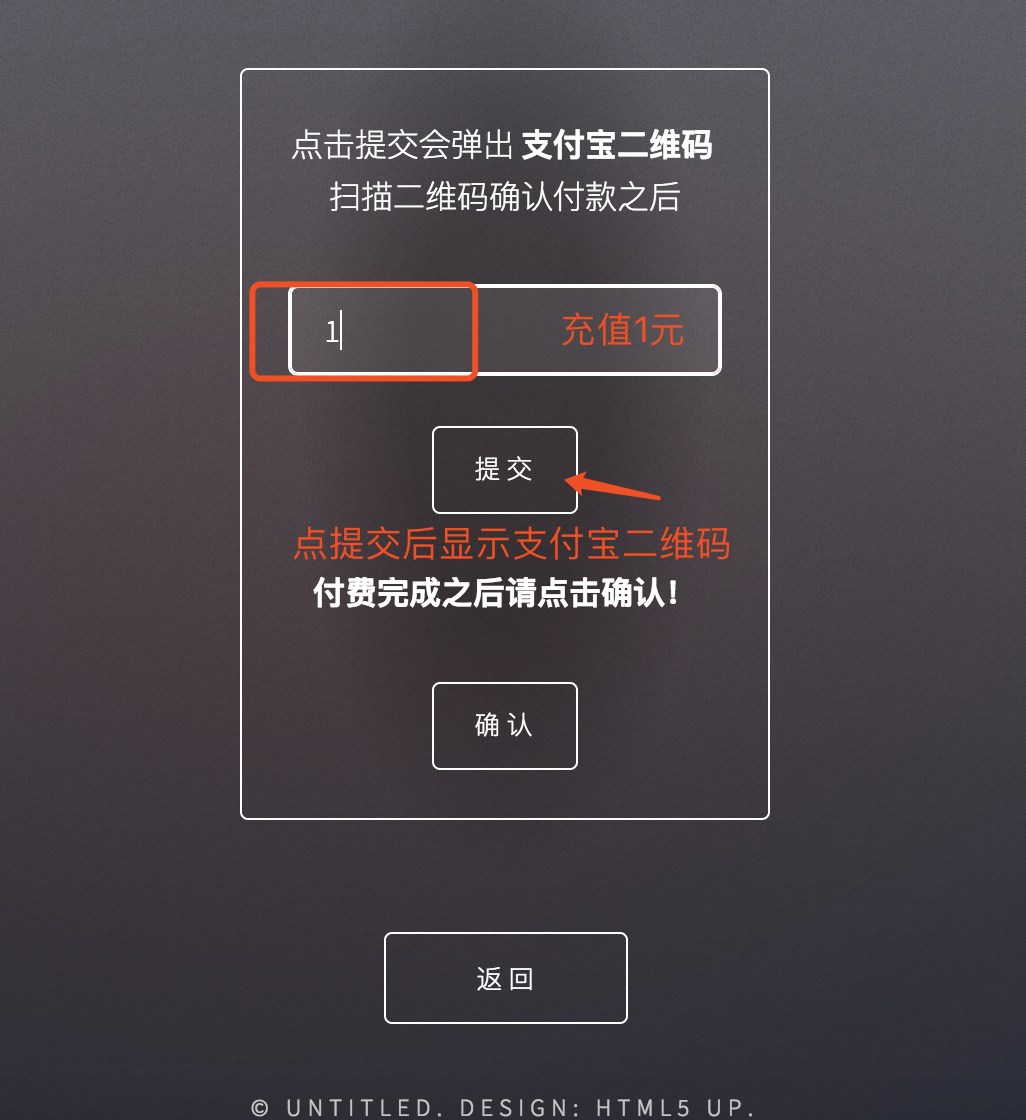 点击提交会弹出 支付宝二维码
扫描二维码确认付款之后
1 充值1元
提交
点提交后显示支付宝二维码
付费完成之后请点击确认！
确认
返回
© UNTITLED. DESIGN: HTML5 UP.